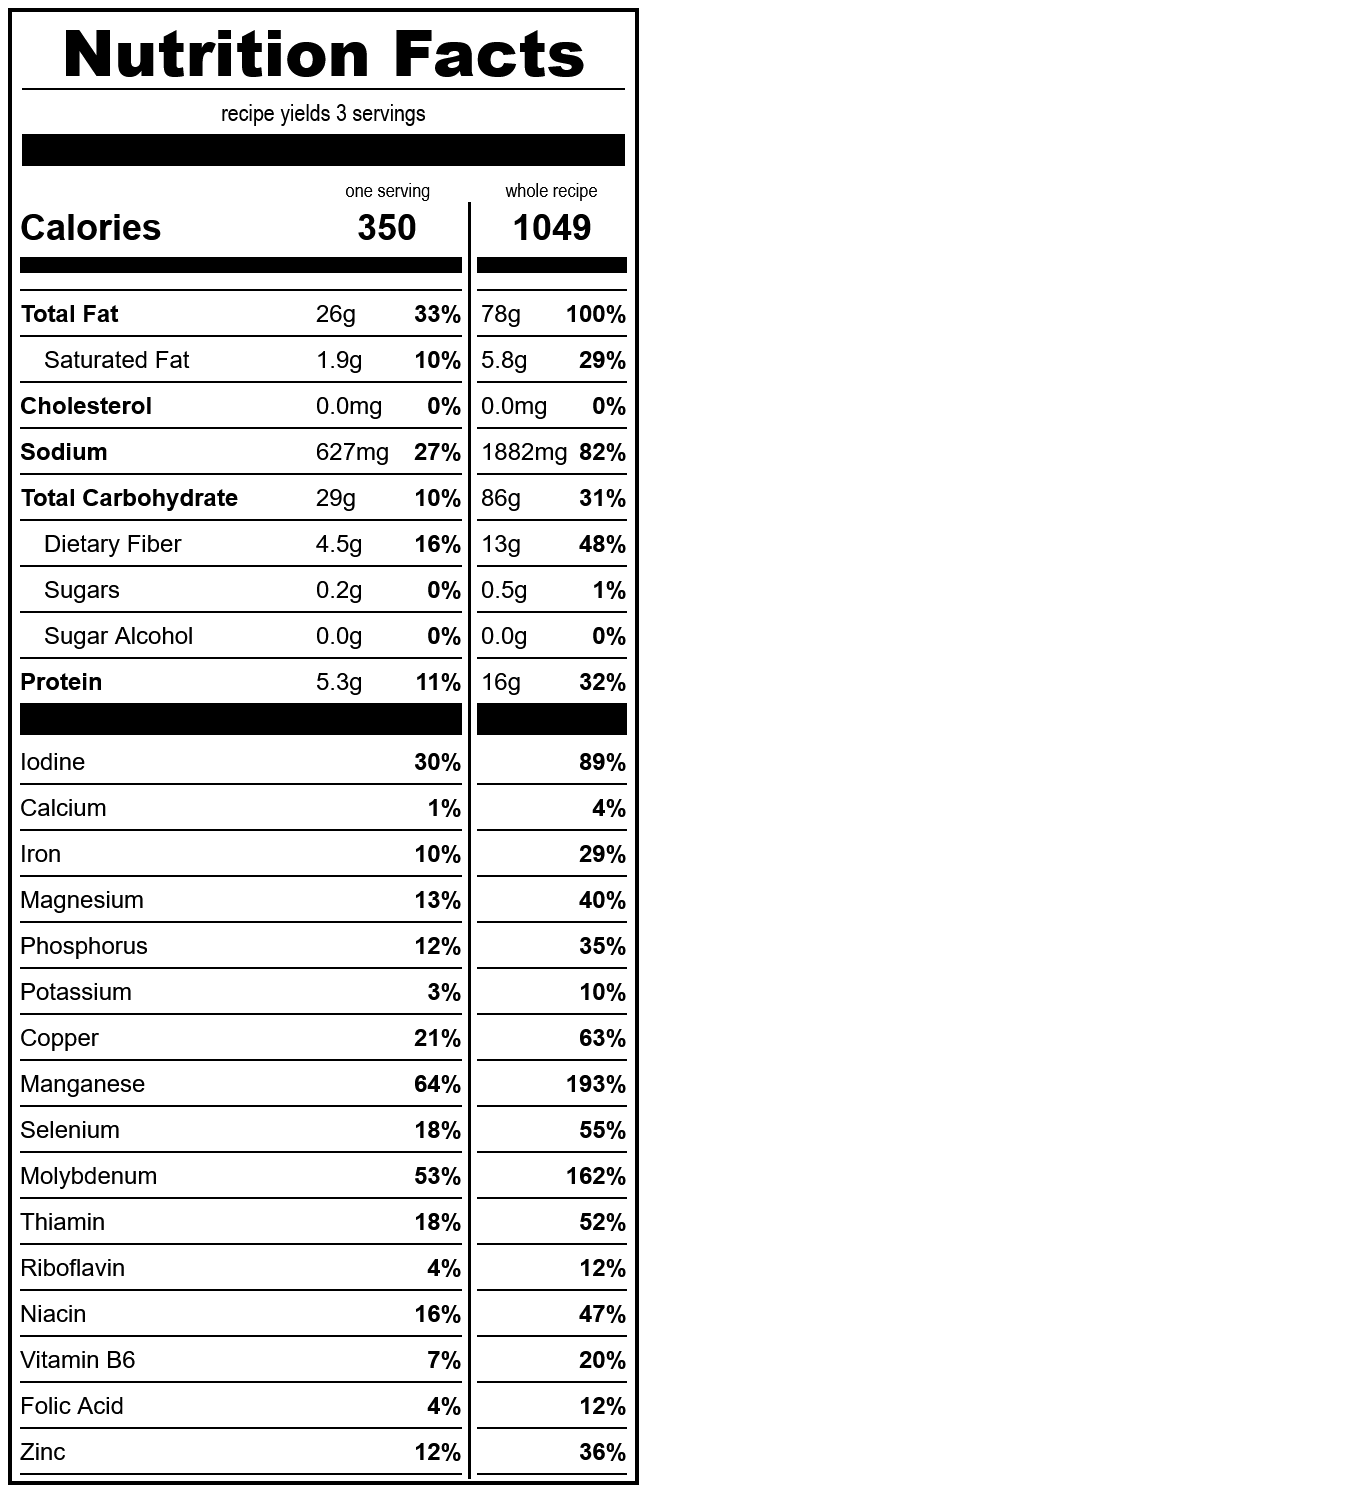 Nutrition Facts
recipe yields 3 servings
one serving whole recipe
Calories 350 1049
Total Fat 26g 33% 78g 100%
Saturated Fat 1.9g 10% 5.8g 29%
Cholesterol 0.0mg 0% 0.0mg 0%
Sodium 627mg 27% 1882mg 82%
Total Carbohydrate 29g 10% 86g 31%
Dietary Fiber 4.5g 16% 13g 48%
Sugars 0.2g 0% 0.5g 1%
Sugar Alcohol 0.0g 0% 0.0g 0%
Protein 5.3g 11% 16g 32%
Iodine 30% 89%
Calcium 1% 4%
Iron 10% 29%
Magnesium 13% 40%
Phosphorus 12% 35%
Potassium 3% 10%
Copper 21% 63%
Manganese 64% 193%
Selenium 18% 55%
Molybdenum 53% 162%
Thiamin 18% 52%
Riboflavin 4% 12%
Niacin 16% 47%
Vitamin B6 7% 20%
Folic Acid 4% 12%
Zinc 12% 36%